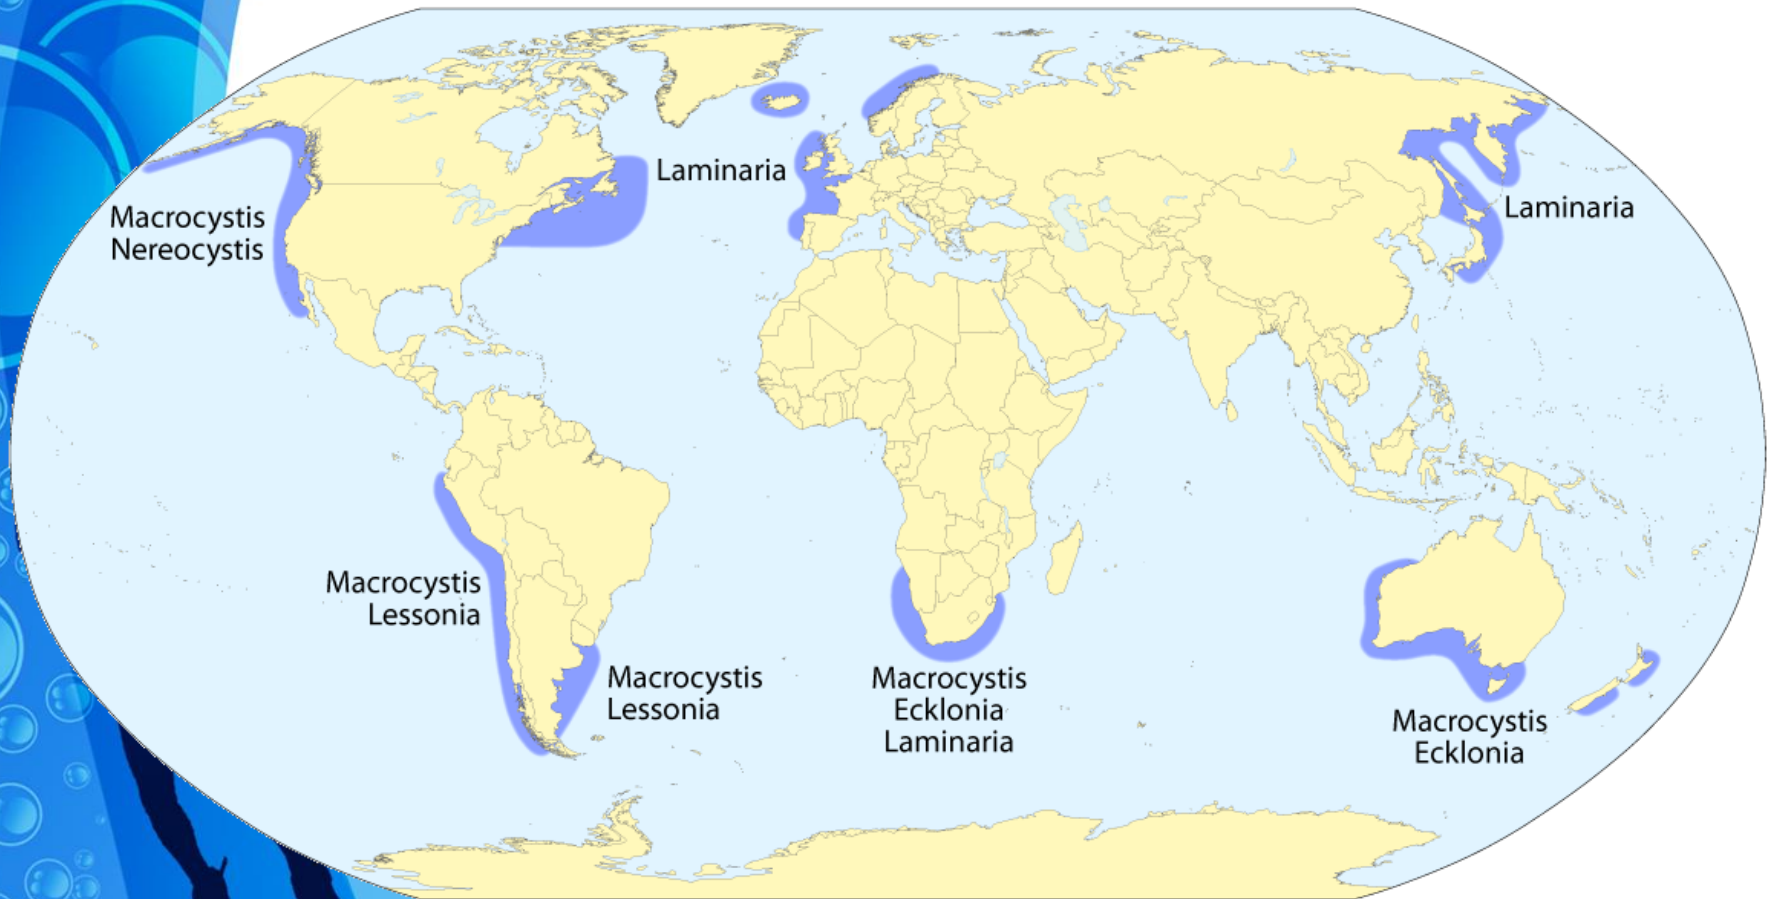 Laminaria
Macrocystis
Nereocystis
Laminaria
Macrocystis
Lessonia
Macrocystis
Lessonia
Macrocystis
Ecklonia
Laminaria
Macrocystis
Ecklonia